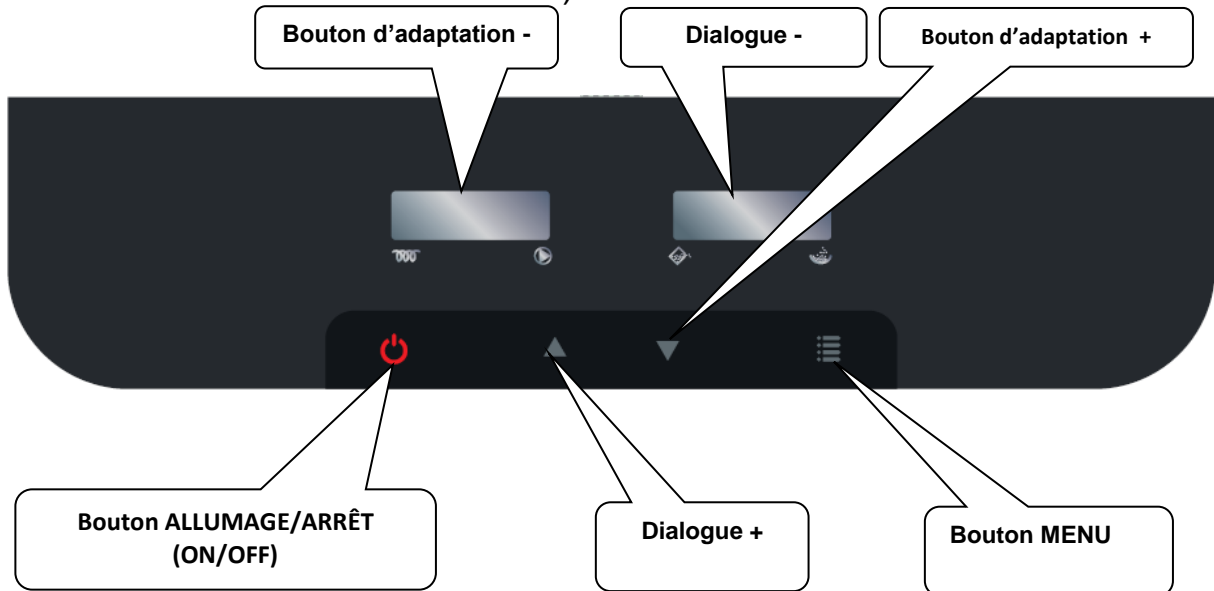 Bouton d’adaptation -
Dialogue -
Bouton d’adaptation +
Bouton ALLUMAGE/ARRÊT
(ON/OFF)
Dialogue +
Bouton MENU